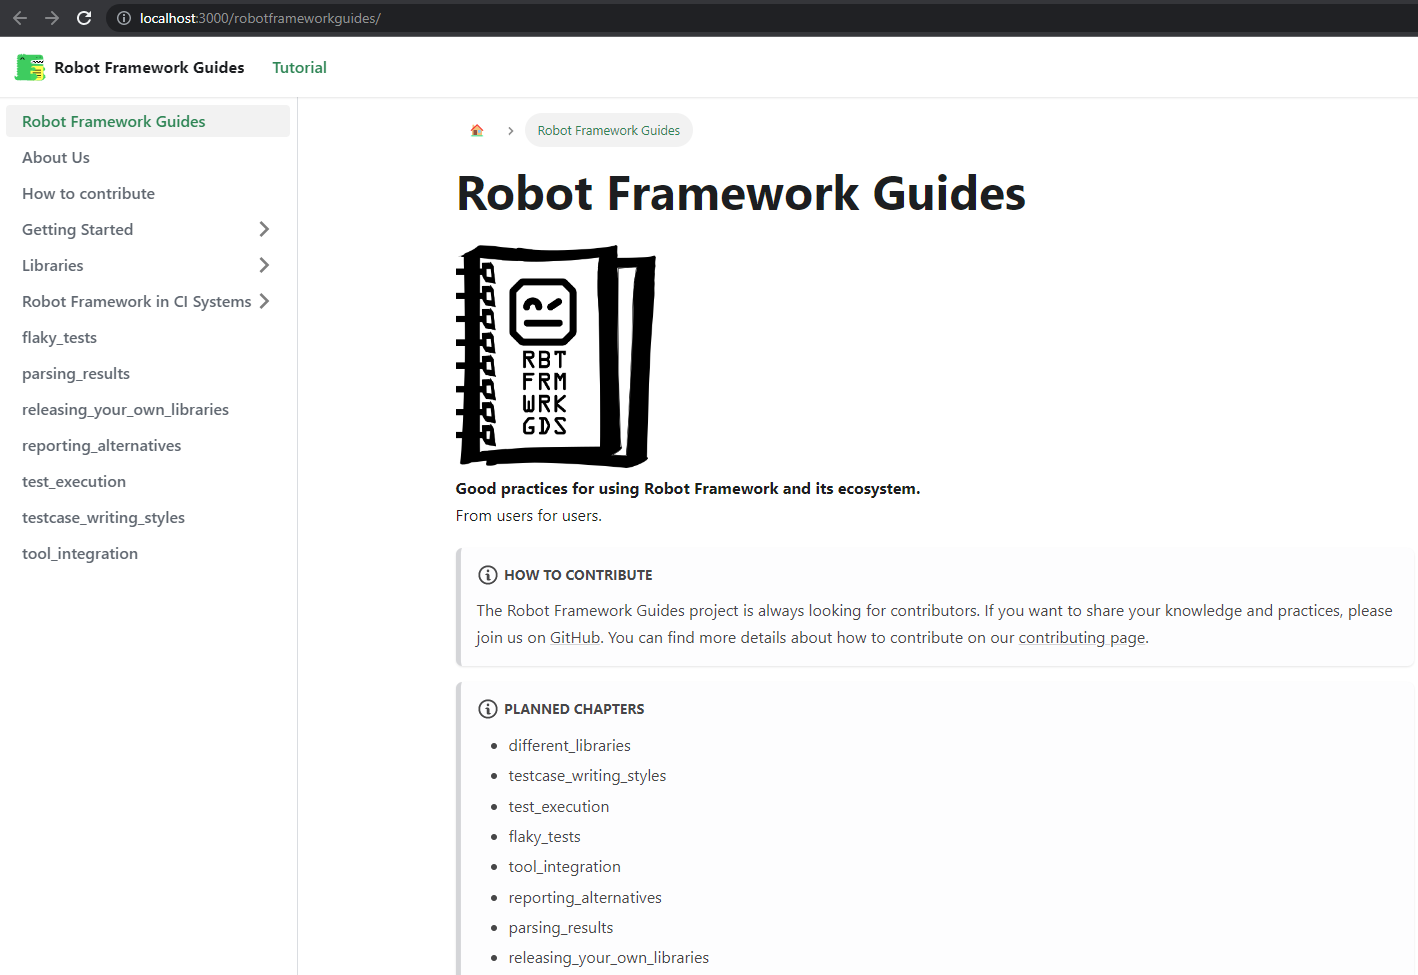 localhost:3000/robotframeworkguides/
Robot Framework Guides
Tutorial
Robot Framework Guides
About Us
How to contribute
Getting Started
Libraries
Robot Framework in CI Systems
flaky_tests
parsing_results
releasing_your_own_libraries
reporting_alternatives
test_execution
testcase_writing_styles
tool_integration
Robot Framework Guides
Robot Framework Guides
RBT
FRM
WRK
GDS
Good practices for using Robot Framework and its ecosystem.
From users for users.
HOW TO CONTRIBUTE
The Robot Framework Guides project is always looking for contributors. If you want to share your knowledge and practices, please
join us on GitHub. You can find more details about how to contribute on our contributing page.
PLANNED CHAPTERS
different_libraries
testcase_writing_styles
test_execution
flaky_tests
tool_integration
reporting_alternatives
parsing_results
releasing_your_own_libraries